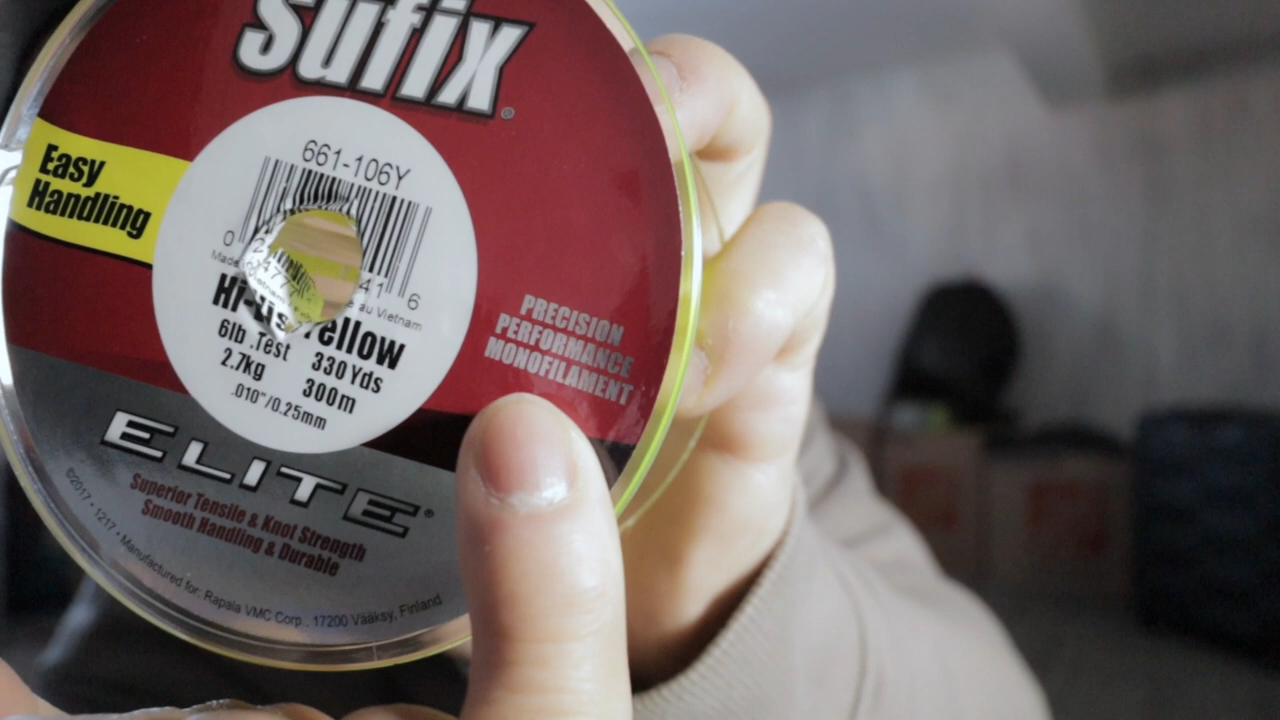 Sufix®
Easy
Handling
661-106Y
0
41 6
Made
au Vietnam
6lb .Test 330 Yds
2.7kg 300m
.010"/0.25mm
PRECISION
PERFORMANCE
MONOFILAMENT
ELITE®
Superior Tensile & Knot Strength
Smooth Handling & Durable
©2017 • 1217 • Manufactured for: Rapala VMC Corp., 17200 Vääksy, Finland